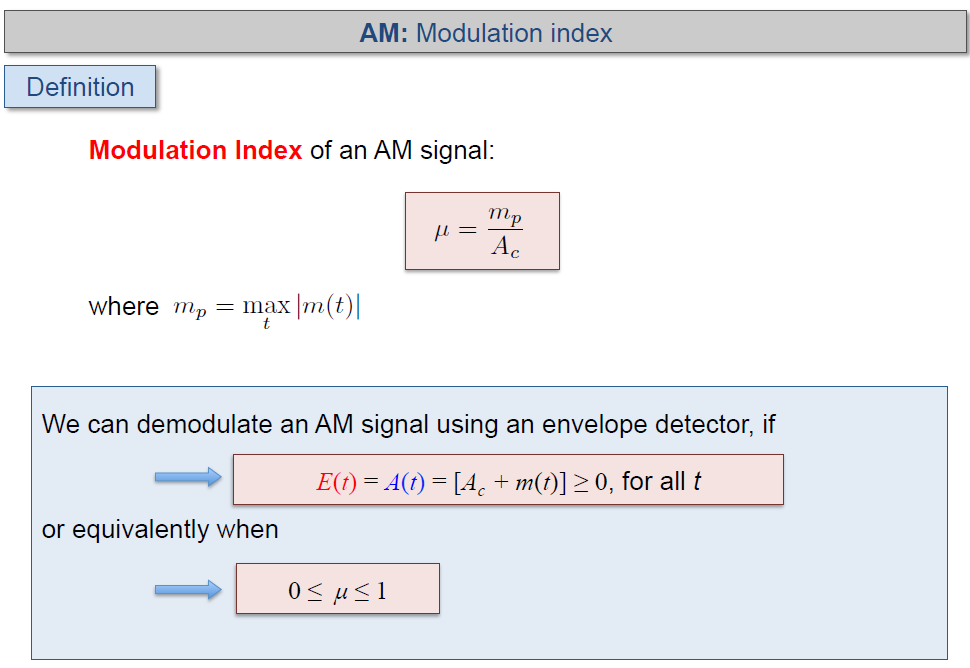 AM: Modulation index
Definition
Modulation Index of an AM signal:
μ = m_p / A_c
where m_p = max_t |m(t)|
We can demodulate an AM signal using an envelope detector, if
E(t) = A(t) = [A_c + m(t)] ≥ 0, for all t
or equivalently when
0 ≤ μ ≤ 1